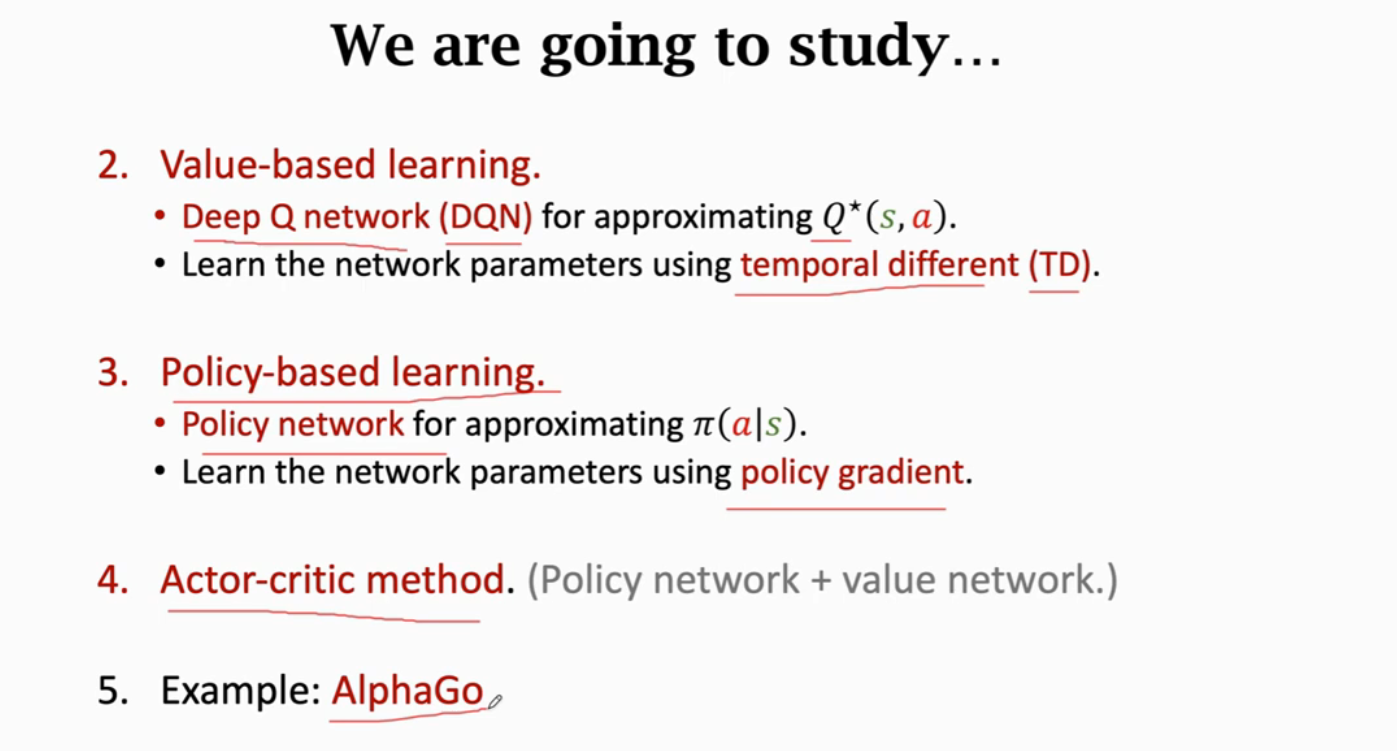 We are going to study…
2. Value-based learning.
• Deep Q network (DQN) for approximating Q*(s, a).
• Learn the network parameters using temporal different (TD).
3. Policy-based learning.
• Policy network for approximating π(a|s).
• Learn the network parameters using policy gradient.
4. Actor-critic method. (Policy network + value network.)
5. Example: AlphaGo